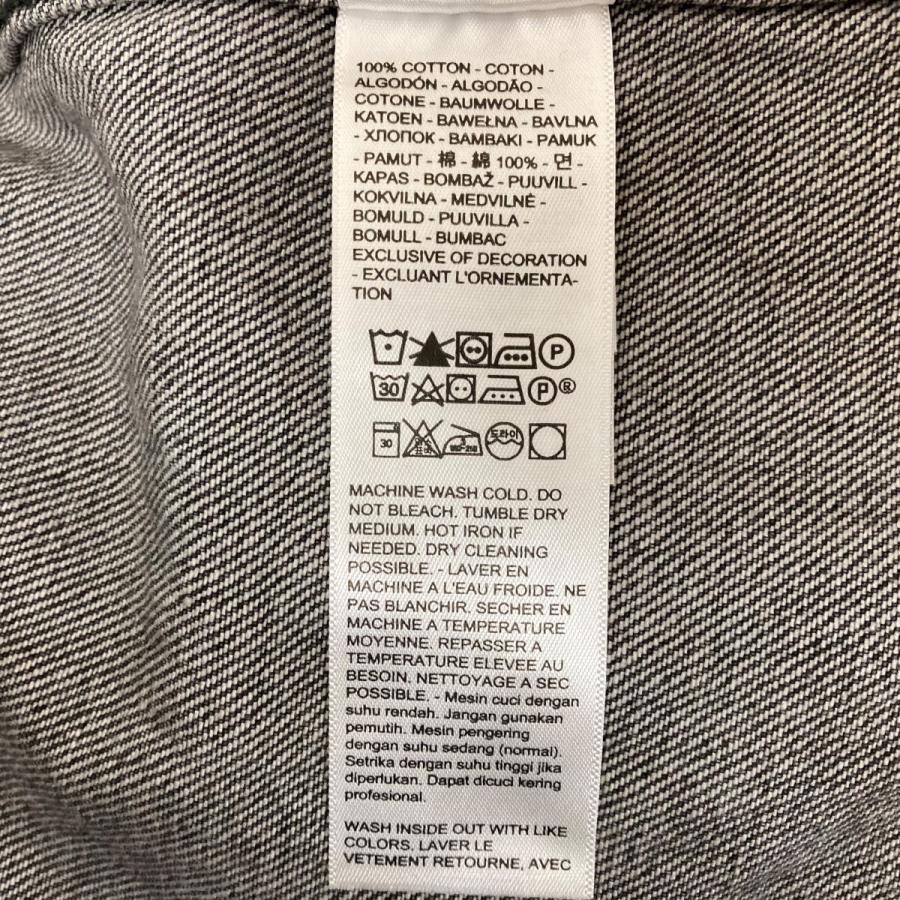 100% COTTON - COTON -
ALGODÓN - ALGODÃO -
COTONE - BAUMWOLLE -
KATOEN - BAWEŁNA - BAVLNA
- ХЛОПОК - BAMBAKI - PAMUK
- PAMUT - 棉 - 綿 100% - 면 -
KAPAS - BOMBAŽ - PUUVILL -
KOKVILNA - MEDVILNĖ -
BOMULD - PUUVILLA -
BOMULL - BUMBAC
EXCLUSIVE OF DECORATION
- EXCLUANT L'ORNEMENTA-
TION
P
30 P®
30 3 드라이
MACHINE WASH COLD. DO
NOT BLEACH. TUMBLE DRY
MEDIUM. HOT IRON IF
NEEDED. DRY CLEANING
POSSIBLE. - LAVER EN
MACHINE A L'EAU FROIDE. NE
PAS BLANCHIR. SECHER EN
MACHINE A TEMPERATURE
MOYENNE. REPASSER A
TEMPERATURE ELEVEE AU
BESOIN. NETTOYAGE A SEC
POSSIBLE. - Mesin cuci dengan
suhu rendah. Jangan gunakan
pemutih. Mesin pengering
dengan suhu sedang (normal).
Setrika dengan suhu tinggi jika
diperlukan. Dapat dicuci kering
profesional.
WASH INSIDE OUT WITH LIKE
COLORS. LAVER LE
VETEMENT RETOURNE, AVEC